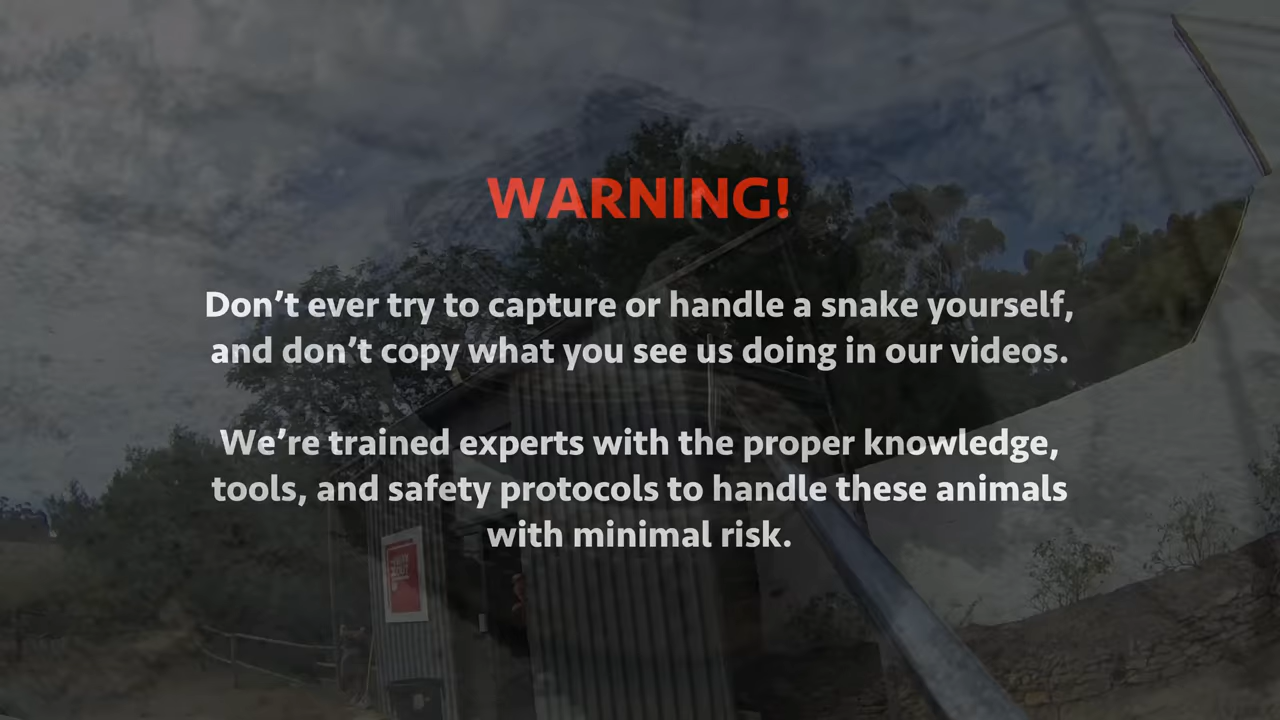 WARNING!
Don't ever try to capture or handle a snake yourself,
and don't copy what you see us doing in our videos.
We're trained experts with the proper knowledge,
tools, and safety protocols to handle these animals
with minimal risk.